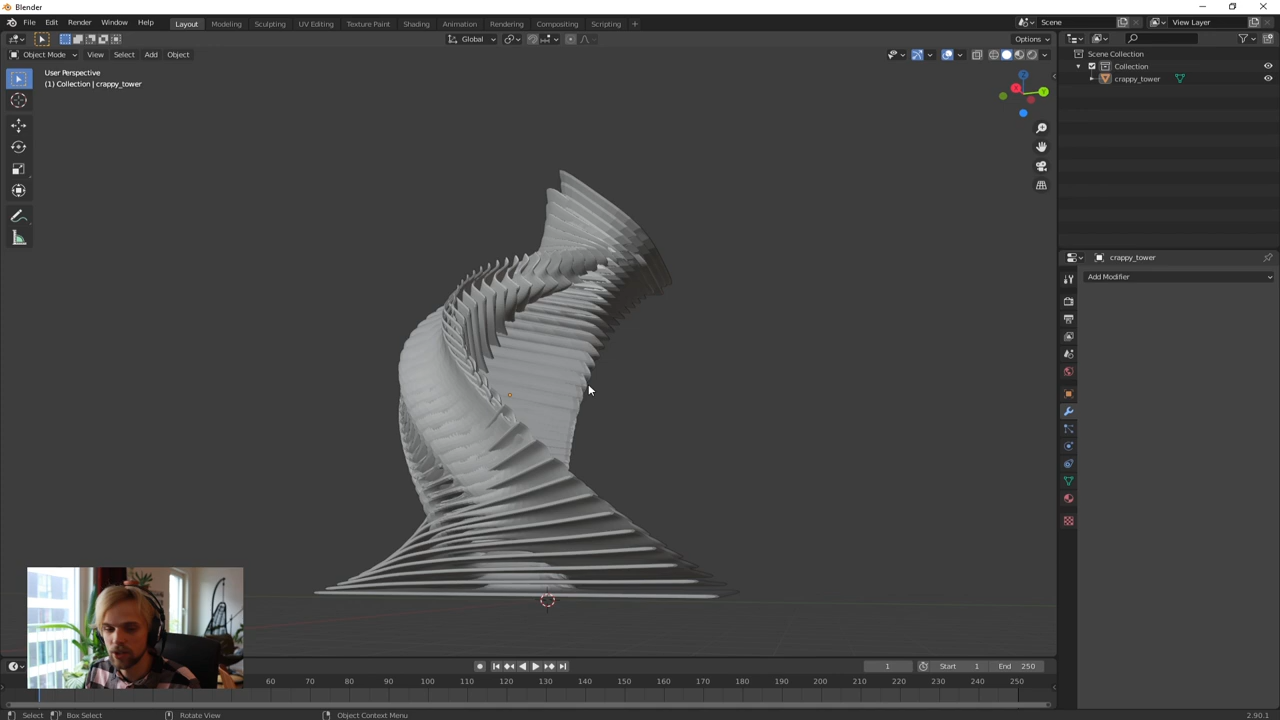 Blender
File Edit Render Window Help Layout Modeling Sculpting UV Editing Texture Paint Shading Animation Rendering Compositing Scripting + Scene View Layer
Global Options
Object Mode View Select Add Object
User Perspective
(1) Collection | crappy_tower
X
Y
Z
Scene Collection
Collection
crappy_tower
crappy_tower
Add Modifier
1 Start 1 End 250
60 70 80 90 100 110 120 130 140 150 160 170 180 190 200 210 220 230 240 250
Select Box Select Rotate View Object Context Menu 2.90.1